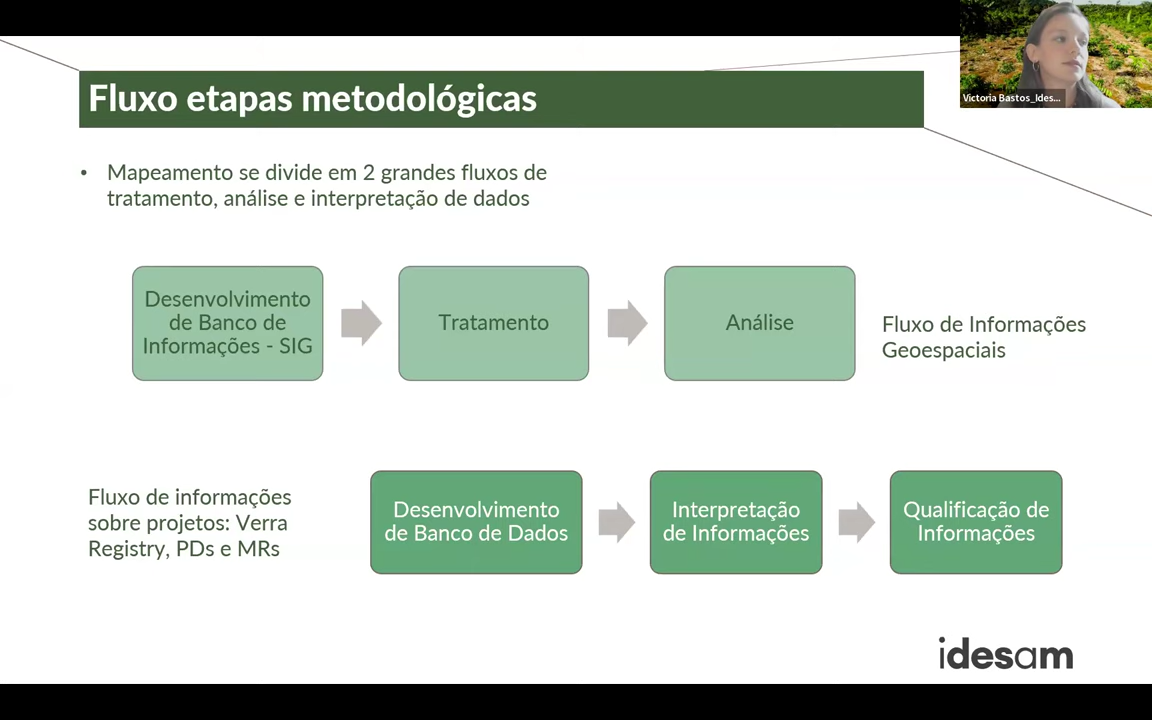 Fluxo etapas metodológicas
Victoria Bastos_Ides...
• Mapeamento se divide em 2 grandes fluxos de
tratamento, análise e interpretação de dados
Desenvolvimento
de Banco de
Informações - SIG
Tratamento
Análise
Fluxo de Informações
Geoespaciais
Fluxo de informações
sobre projetos: Verra
Registry, PDs e MRs
Desenvolvimento
de Banco de Dados
Interpretação
de Informações
Qualificação de
Informações
idesam